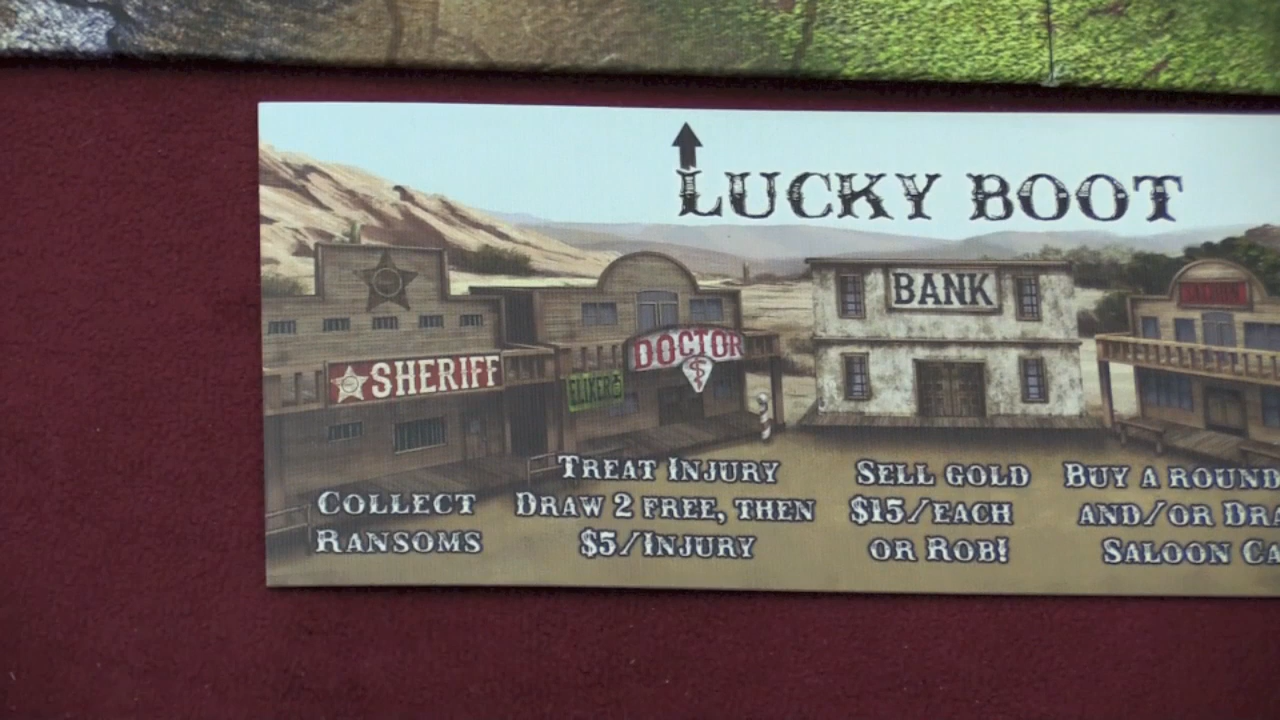 LUCKY BOOT
BANK
DOCTOR
SHERIFF
ELIXER
TREAT INJURY
DRAW 2 FREE, THEN
$5/INJURY
COLLECT
RANSOMS
SELL GOLD
$15/EACH
OR ROB!
BUY A ROUND
AND/OR DRA
SALOON CA